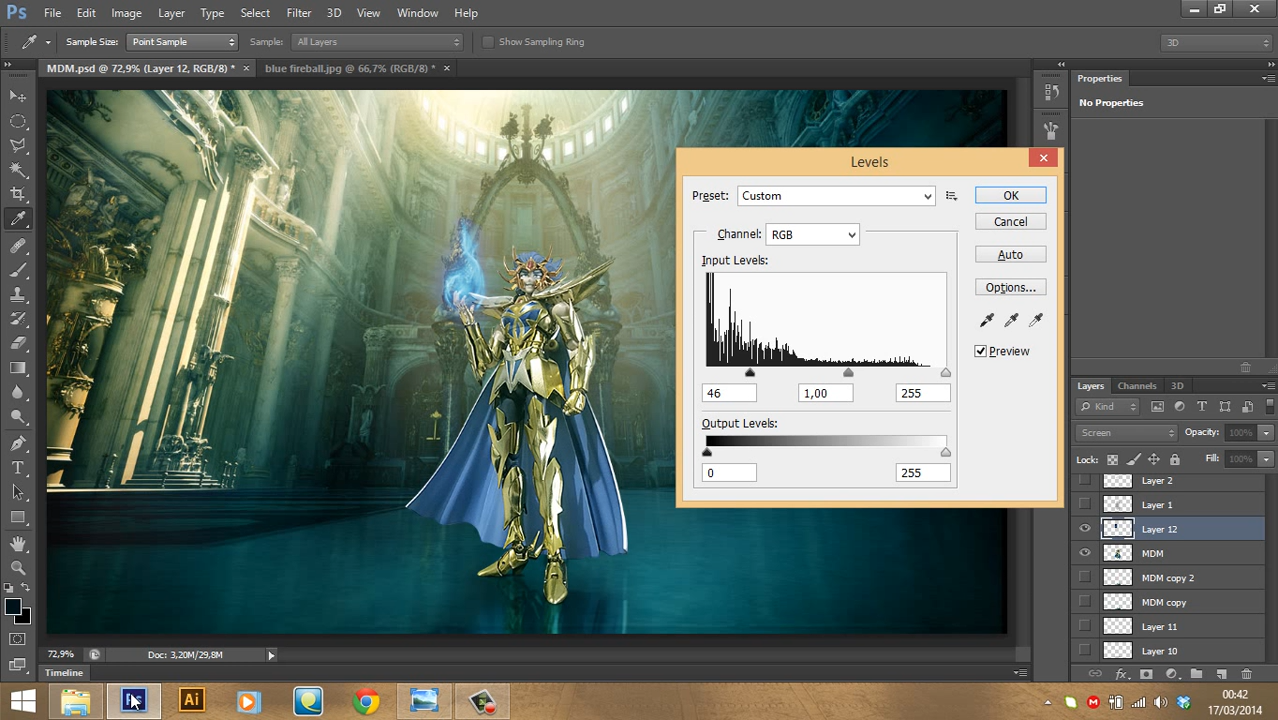 Ps File Edit Image Layer Type Select Filter 3D View Window Help
Sample Size: Point Sample Sample: All Layers Show Sampling Ring 3D
MDM.psd @ 72,9% (Layer 12, RGB/8) * × blue fireball.jpg @ 66,7% (RGB/8) * ×
Properties
No Properties
Levels
Preset: Custom
OK
Channel: RGB
Cancel
Input Levels:
Auto
Options...
Preview
46 1,00 255
Output Levels:
0 255
Layers Channels 3D
Kind
Screen Opacity: 100%
Lock: Fill: 100%
Layer 2
Layer 1
Layer 12
MDM
MDM copy 2
MDM copy
Layer 11
Layer 10
72,9% Doc: 3,20M/29,8M
Timeline
Ps Ai
00:42
17/03/2014